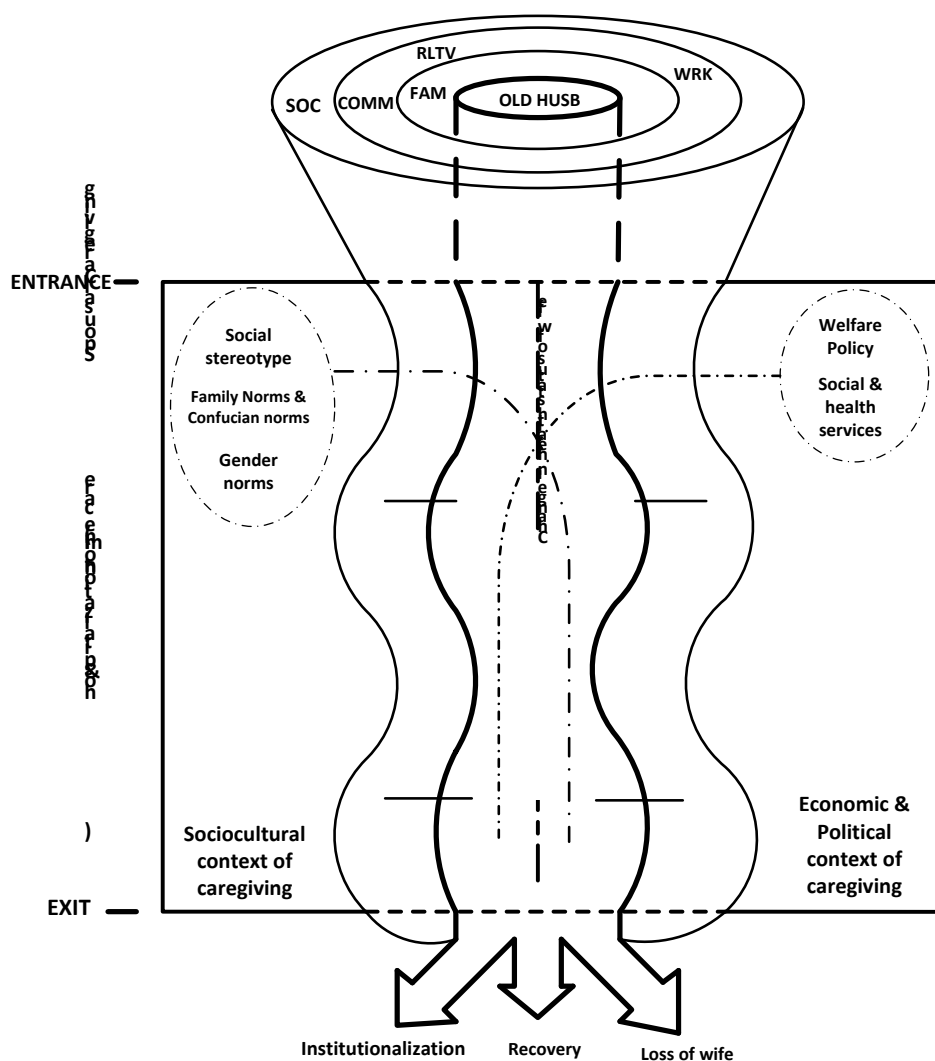 RLTV
WRK
FAM
OLD HUSB
SOC
COMM
ENTRANCE
Social
stereotype
Family Norms &
Confucian norms
Gender
norms
Welfare
Policy
Social &
health
services
)
Sociocultural
context of
caregiving
Economic &
Political
context of
caregiving
EXIT
Institutionalization
Recovery
Loss of wife